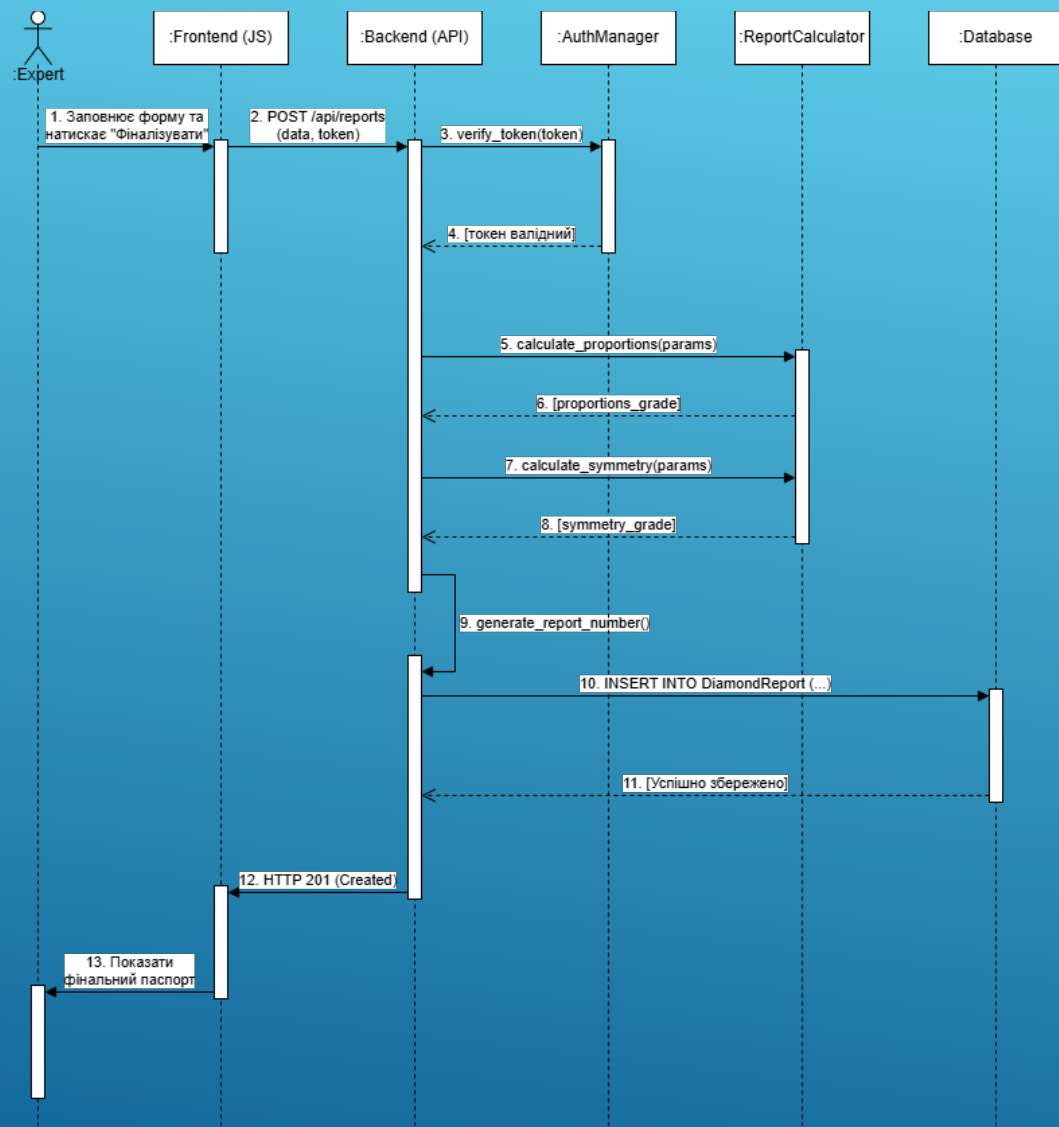 :Expert
:Frontend (JS)
:Backend (API)
:AuthManager
:ReportCalculator
:Database
1. Заповнює форму та
натискає "Фіналізувати"
2. POST /api/reports
(data, token)
3. verify_token(token)
4. [токен валідний]
5. calculate_proportions(params)
6. [proportions_grade]
7. calculate_symmetry(params)
8. [symmetry_grade]
9. generate_report_number()
10. INSERT INTO DiamondReport (...)
11. [Успішно збережено]
12. HTTP 201 (Created)
13. Показати
фінальний паспорт